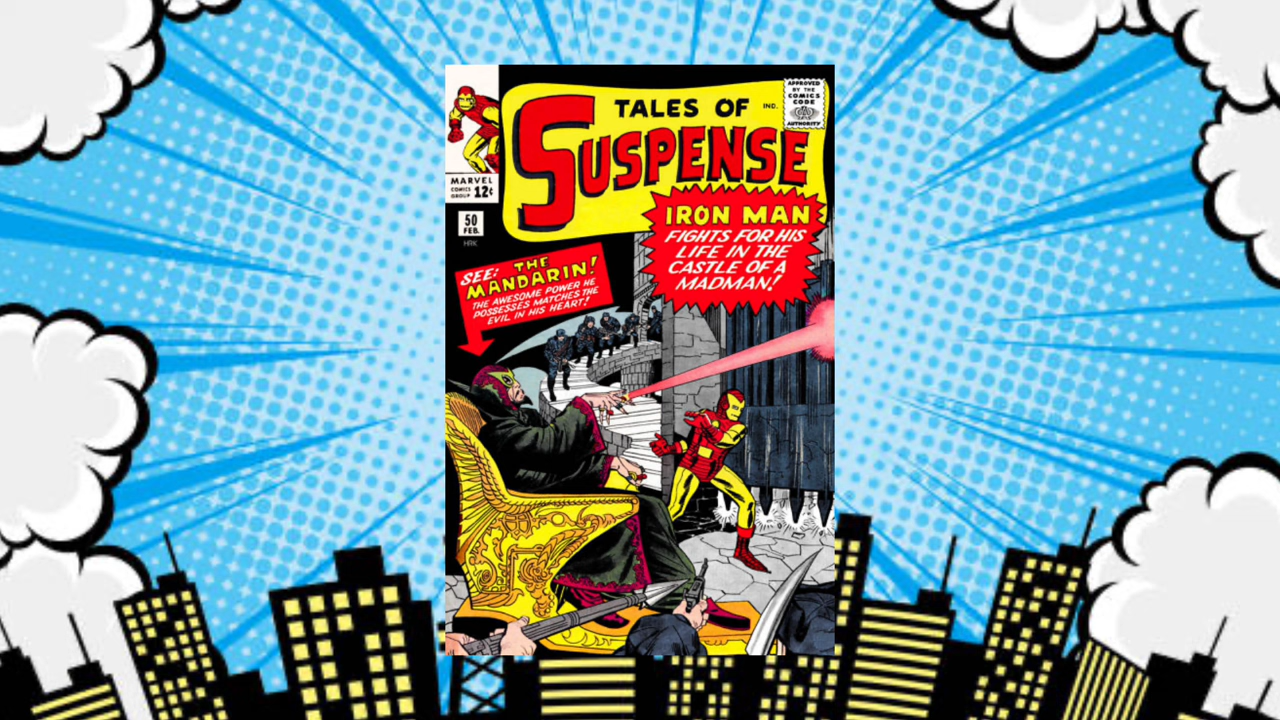 TALES OF
SUSPENSE
IND.
APPROVED
BY THE
COMICS
CODE
AUTHORITY
MARVEL
COMICS
GROUP 12¢
50
FEB.
HRK
IRON MAN
FIGHTS FOR HIS
LIFE IN THE
CASTLE OF A
MADMAN!
SEE: THE
MANDARIN!
THE AWESOME POWER HE
POSSESSES MATCHES THE
EVIL IN HIS HEART!